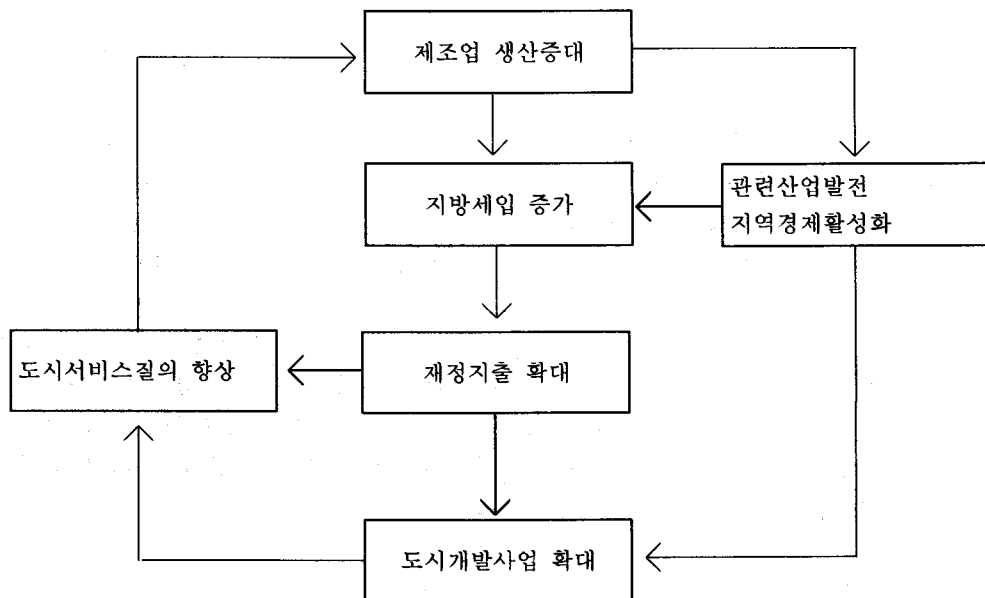 제조업 생산증대
지방세입 증가
관련산업발전
지역경제활성화
도시서비스질의 향상
재정지출 확대
도시개발사업 확대